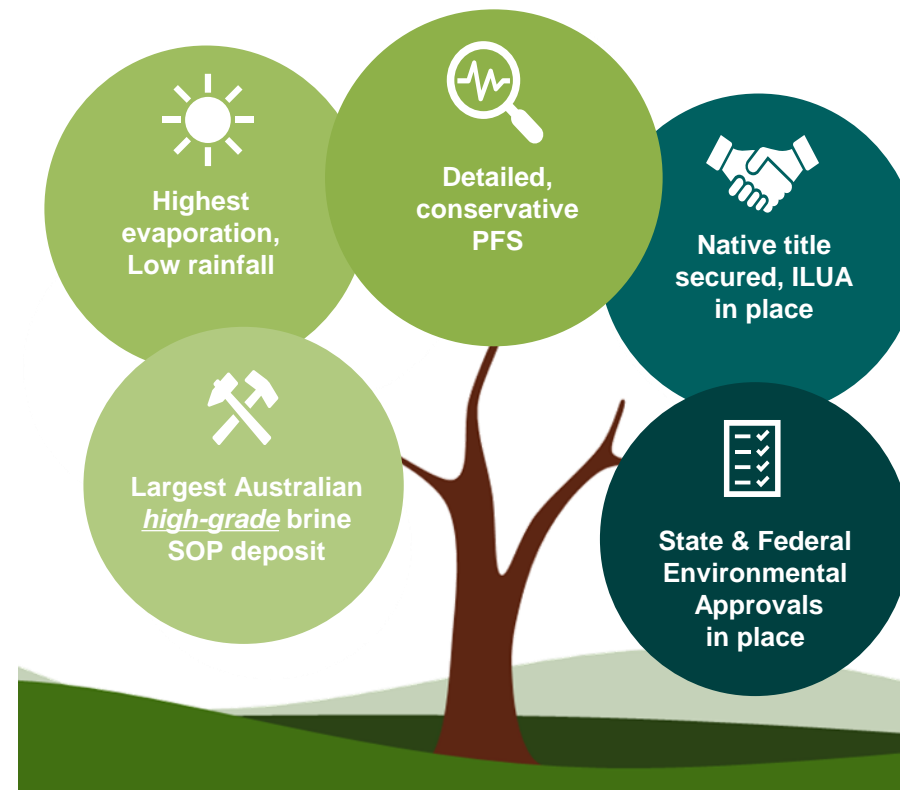 Highest
evaporation,
Low rainfall
Detailed,
conservative
PFS
Native title
secured, ILUA
in place
Largest Australian
high-grade brine
SOP deposit
State & Federal
Environmental
Approvals
in place